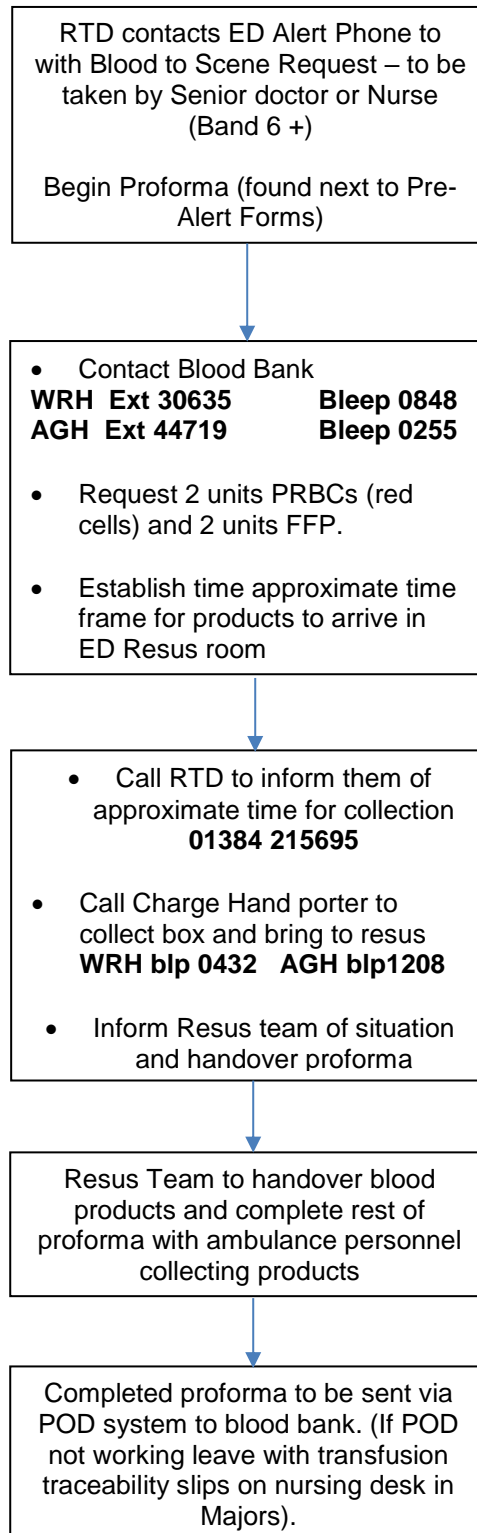 RTD contacts ED Alert Phone to
with Blood to Scene Request – to be
taken by Senior doctor or Nurse
(Band 6 +)
Begin Proforma (found next to Pre-
Alert Forms)
• Contact Blood Bank
WRH Ext 30635 Bleep 0848
AGH Ext 44719 Bleep 0255
• Request 2 units PRBCs (red
cells) and 2 units FFP.
• Establish time approximate time
frame for products to arrive in
ED Resus room
• Call RTD to inform them of
approximate time for collection
01384 215695
• Call Charge Hand porter to
collect box and bring to resus
WRH blp 0432 AGH blp1208
• Inform Resus team of situation
and handover proforma
Resus Team to handover blood
products and complete rest of
proforma with ambulance personnel
collecting products
Completed proforma to be sent via
POD system to blood bank. (If POD
not working leave with transfusion
traceability slips on nursing desk in
Majors).